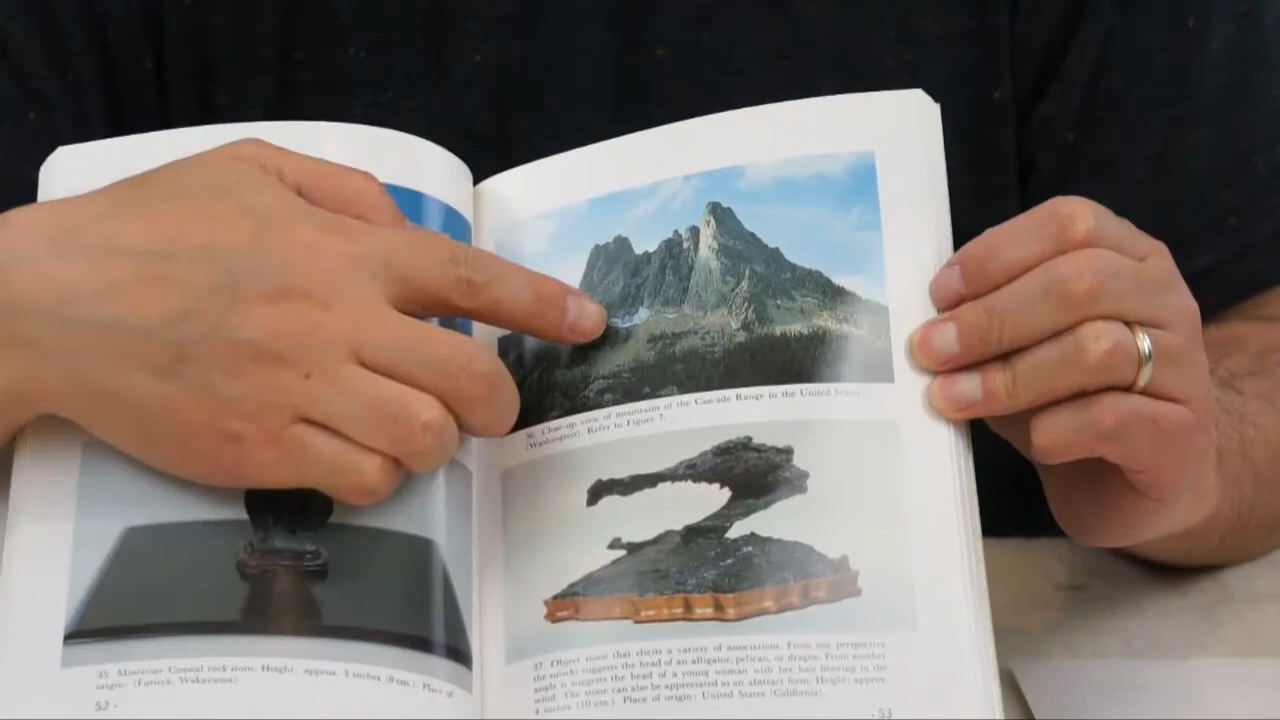 35. Miniature Coastal rock stone. Height: approx. 3 inches (8 cm.). Place of
origin: (Furuya, Wakayama)
52 ·
36. Close-up view of mountains of the Cascade Range in the United States
(Washington). Refer to Figure 7.
37. Object stone that elicits a variety of associations. From one perspective
the stone suggests the head of an alligator, pelican, or dragon. From another
angle it suggests the head of a young woman with her hair blowing in the
wind. The stone can also be appreciated as an abstract form. Height: approx.
4 inches (10 cm.). Place of origin: United States (California).
· 53